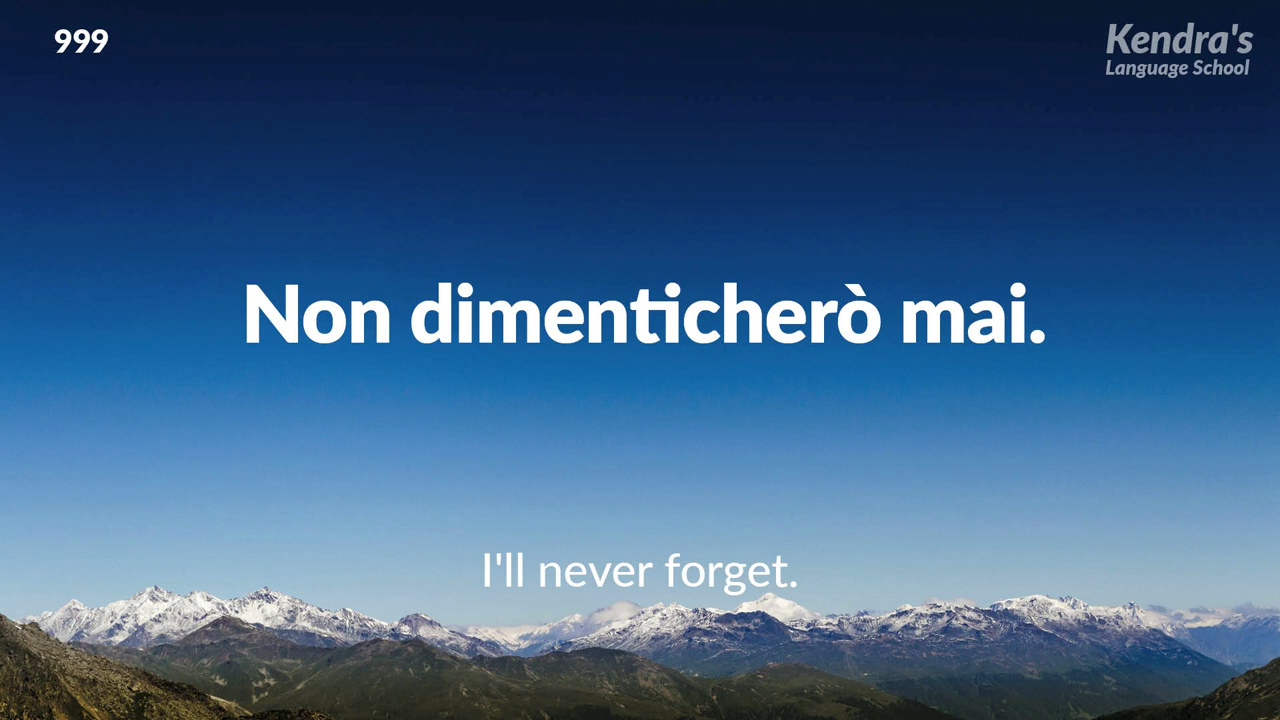 999
Kendra's
Language School
Non dimenticherò mai.
I'll never forget.